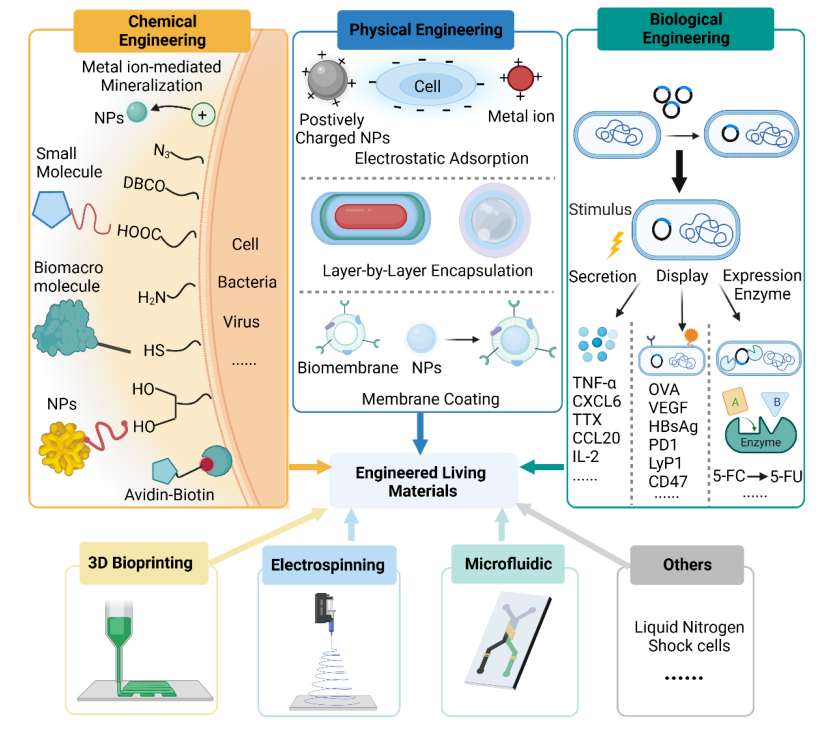 Chemical
Engineering
Metal ion-mediated
Mineralization
NPs
+
N₃
Small
Molecule
DBCO
HOOC
Biomacro
molecule
H₂N
HS
HO
HO
NPs
Avidin-Biotin
Cell
Bacteria
Virus
......
Physical Engineering
Cell
Postively
Charged NPs
Metal ion
Electrostatic Adsorption
Layer-by-Layer Encapsulation
Biomembrane
NPs
Membrane Coating
Biological
Engineering
Stimulus
Secretion
Display
Expression
Enzyme
TNF-α
CXCL6
TTX
CCL20
IL-2
......
OVA
VEGF
HBsAg
PD1
LyP1
CD47
......
A
B
Enzyme
5-FC→5-FU
......
Engineered Living
Materials
3D Bioprinting
Electrospinning
Microfluidic
Others
Liquid Nitrogen
Shock cells
......